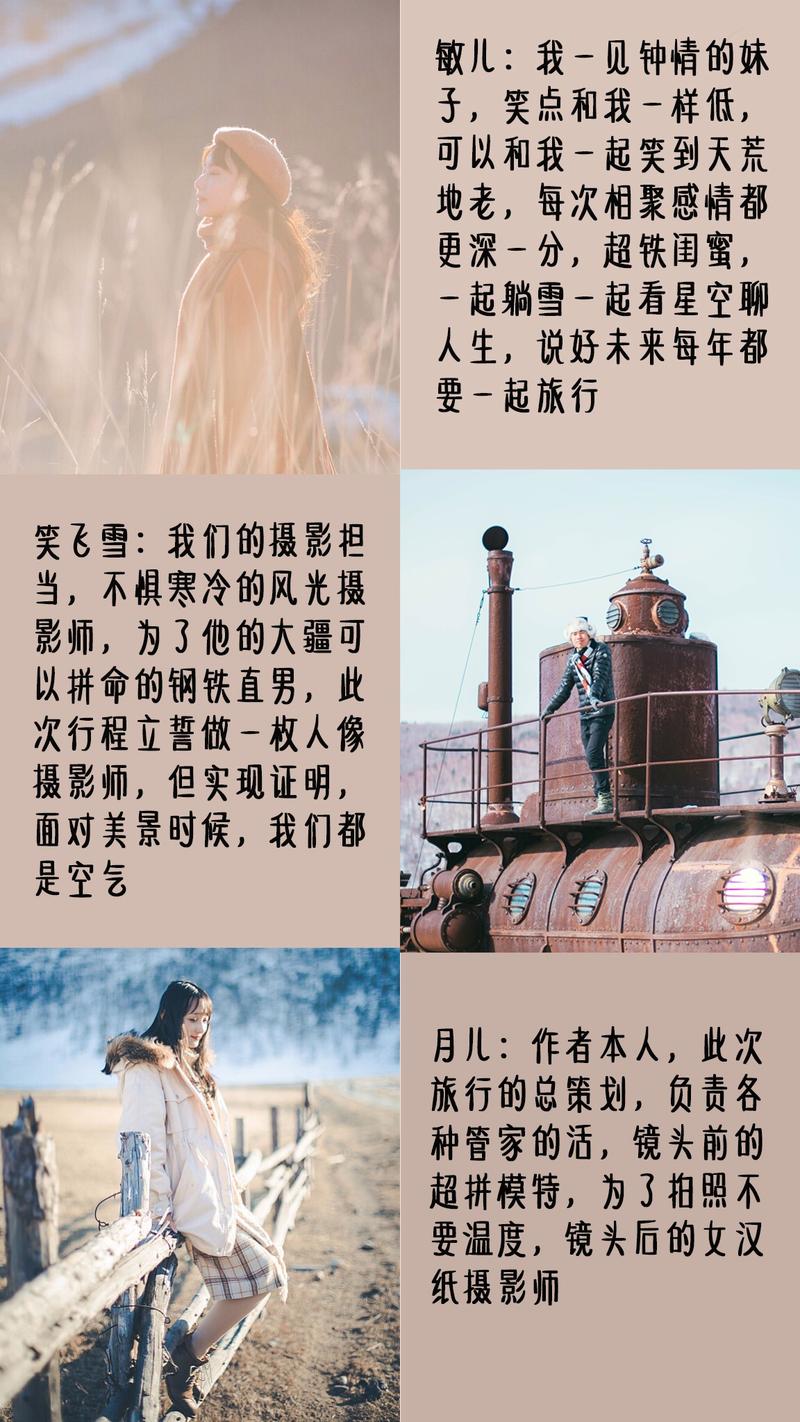 敏儿：我一见钟情的妹
子，笑点和我一样低，
可以和我一起笑到天荒
地老，每次相聚感情都
更深一分，超铁闺蜜，
一起躺雪一起看星空聊
人生，说好未来每年都
要一起旅行
笑飞雪：我们的摄影担
当，不惧寒冷的风光摄
影师，为了他的大疆可
以拼命的钢铁直男，此
次行程立誓做一枚人像
摄影师，但实现证明，
面对美景时候，我们都
是空气
月儿：作者本人，此次
旅行的总策划，负责各
种管家的活，镜头前的
超拼模特，为了拍照不
要温度，镜头后的女汉
纸摄影师